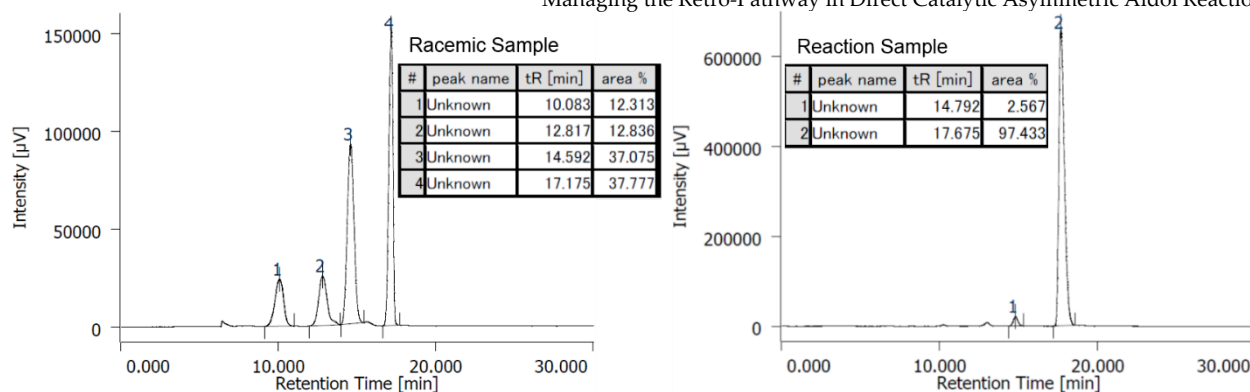 Managing the Retro-Pathway in Direct Catalytic Asymmetric Aldol Reaction
Racemic Sample
# peak name tR [min] area %
1 Unknown 10.083 12.313
2 Unknown 12.817 12.836
3 Unknown 14.592 37.075
4 Unknown 17.175 37.777
Intensity [µV]
150000
100000
50000
0
1
2
3
4
0.000 10.000 20.000 30.000
Retention Time [min]
Reaction Sample
# peak name tR [min] area %
1 Unknown 14.792 2.567
2 Unknown 17.675 97.433
Intensity [µV]
600000
400000
200000
0
1
2
0.000 10.000 20.000 30.000
Retention Time [min]